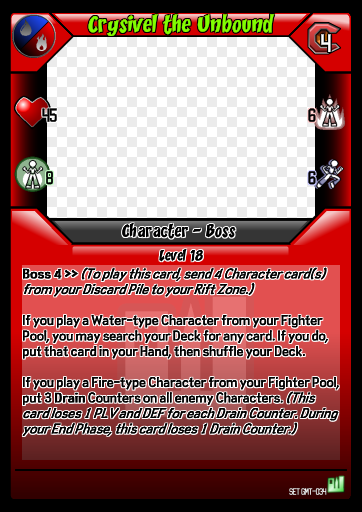 Crysivel the Unbound
4
45
6
8
6
Character - Boss
Level 18
Boss 4 >> (To play this card, send 4 Character card(s)
from your Discard Pile to your Rift Zone.)
If you play a Water-type Character from your Fighter
Pool, you may search your Deck for any card. If you do,
put that card in your Hand, then shuffle your Deck.
If you play a Fire-type Character from your Fighter Pool,
put 3 Drain Counters on all enemy Characters. (This
card loses 1 PLV and DEF for each Drain Counter. During
your End Phase, this card loses 1 Drain Counter.)
SET GMT-034